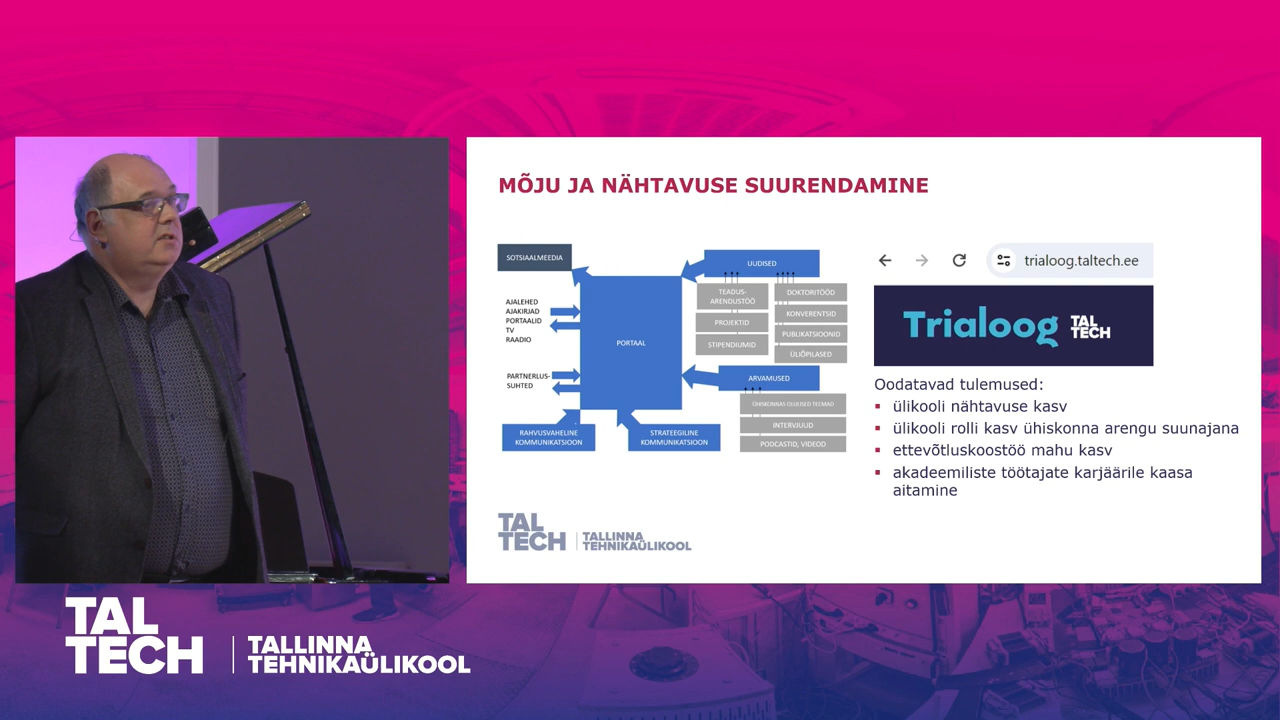 MÕJU JA NÄHTAVUSE SUURENDAMINE
SOTSIAALMEEDIA
AJALEHED
AJAKIRJAD
PORTAALID
TV
RAADIO
PARTNERLUS-
SUHTED
RAHVUSVAHELINE
KOMMUNIKATSIOON
PORTAAL
STRATEEGILINE
KOMMUNIKATSIOON
UUDISED
TEADUS-
ARENDUSTÖÖ
PROJEKTID
STIPENDIUMID
DOKTORITÖÖD
KONVERENTSID
PUBLIKATSIOONID
ÜLIÕPILASED
ARVAMUSED
ÜHISKONNAS OLULISED TEEMAD
INTERVJUUD
PODCASTID, VIDEOD
trialoog.taltech.ee
Trialoog TAL
TECH
Oodatavad tulemused:
▪ ülikooli nähtavuse kasv
▪ ülikooli rolli kasv ühiskonna arengu suunajana
▪ ettevõtluskoostöö mahu kasv
▪ akadeemiliste töötajate karjäärile kaasa
aitamine
TAL
TECH
TALLINNA
TEHNIKAÜLIKOOL
TAL
TECH
TALLINNA
TEHNIKAÜLIKOOL